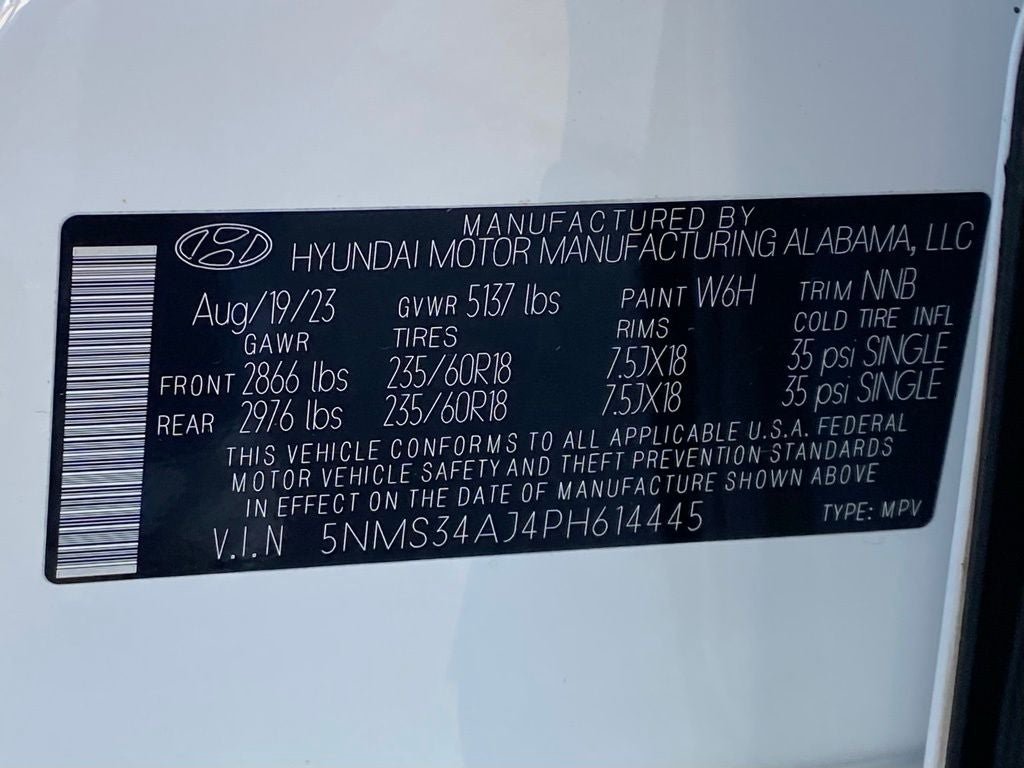 MANUFACTURED BY
HYUNDAI MOTOR MANUFACTURING ALABAMA, LLC
Aug/19/23 GVWR 5137 lbs PAINT W6H TRIM NNB
GAWR TIRES RIMS COLD TIRE INFL
FRONT 2866 lbs 235/60R18 7.5JX18 35 psi SINGLE
REAR 2976 lbs 235/60R18 7.5JX18 35 psi SINGLE
THIS VEHICLE CONFORMS TO ALL APPLICABLE U.S.A. FEDERAL
MOTOR VEHICLE SAFETY AND THEFT PREVENTION STANDARDS
IN EFFECT ON THE DATE OF MANUFACTURE SHOWN ABOVE
V.I.N 5NMS34AJ4PH614445 TYPE: MPV